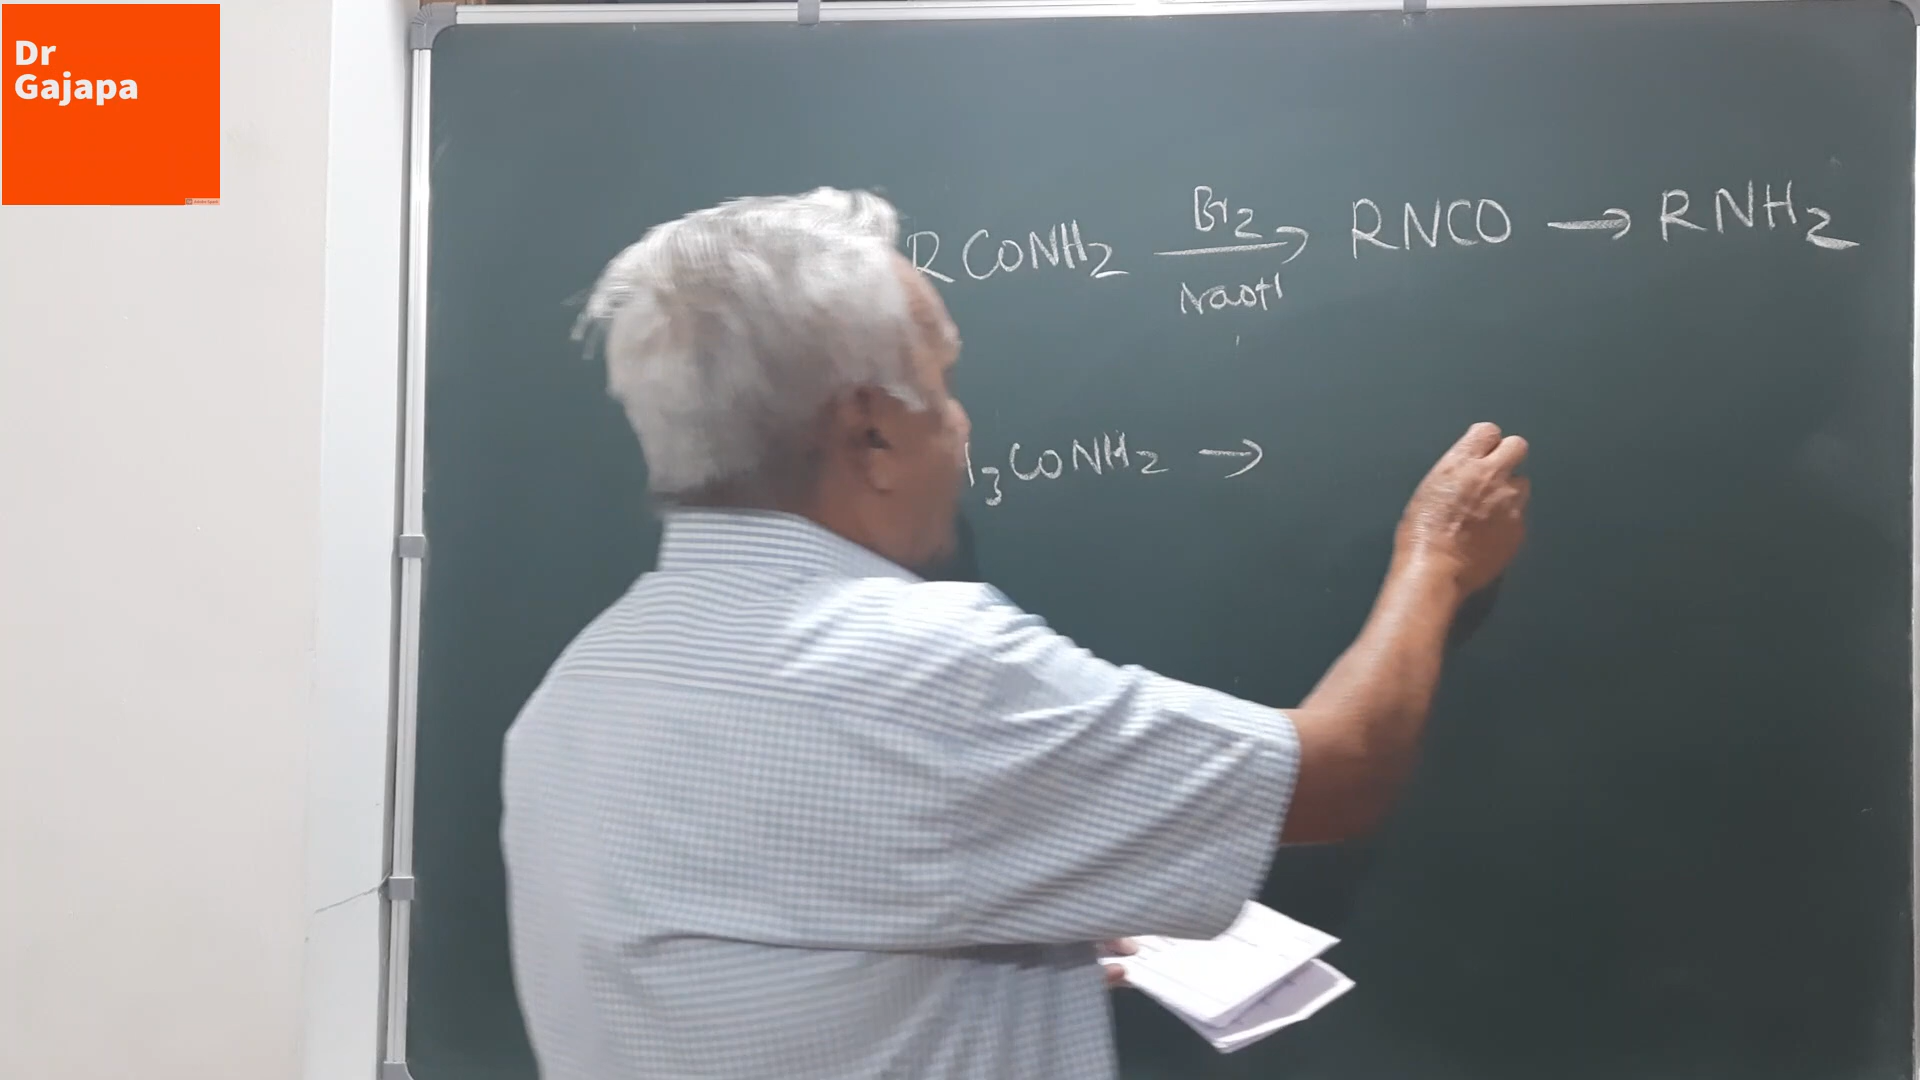 Dr
Gajapa
RCONH2 Br2 → RNCO → RNH2
NaOH
3CONH2 →